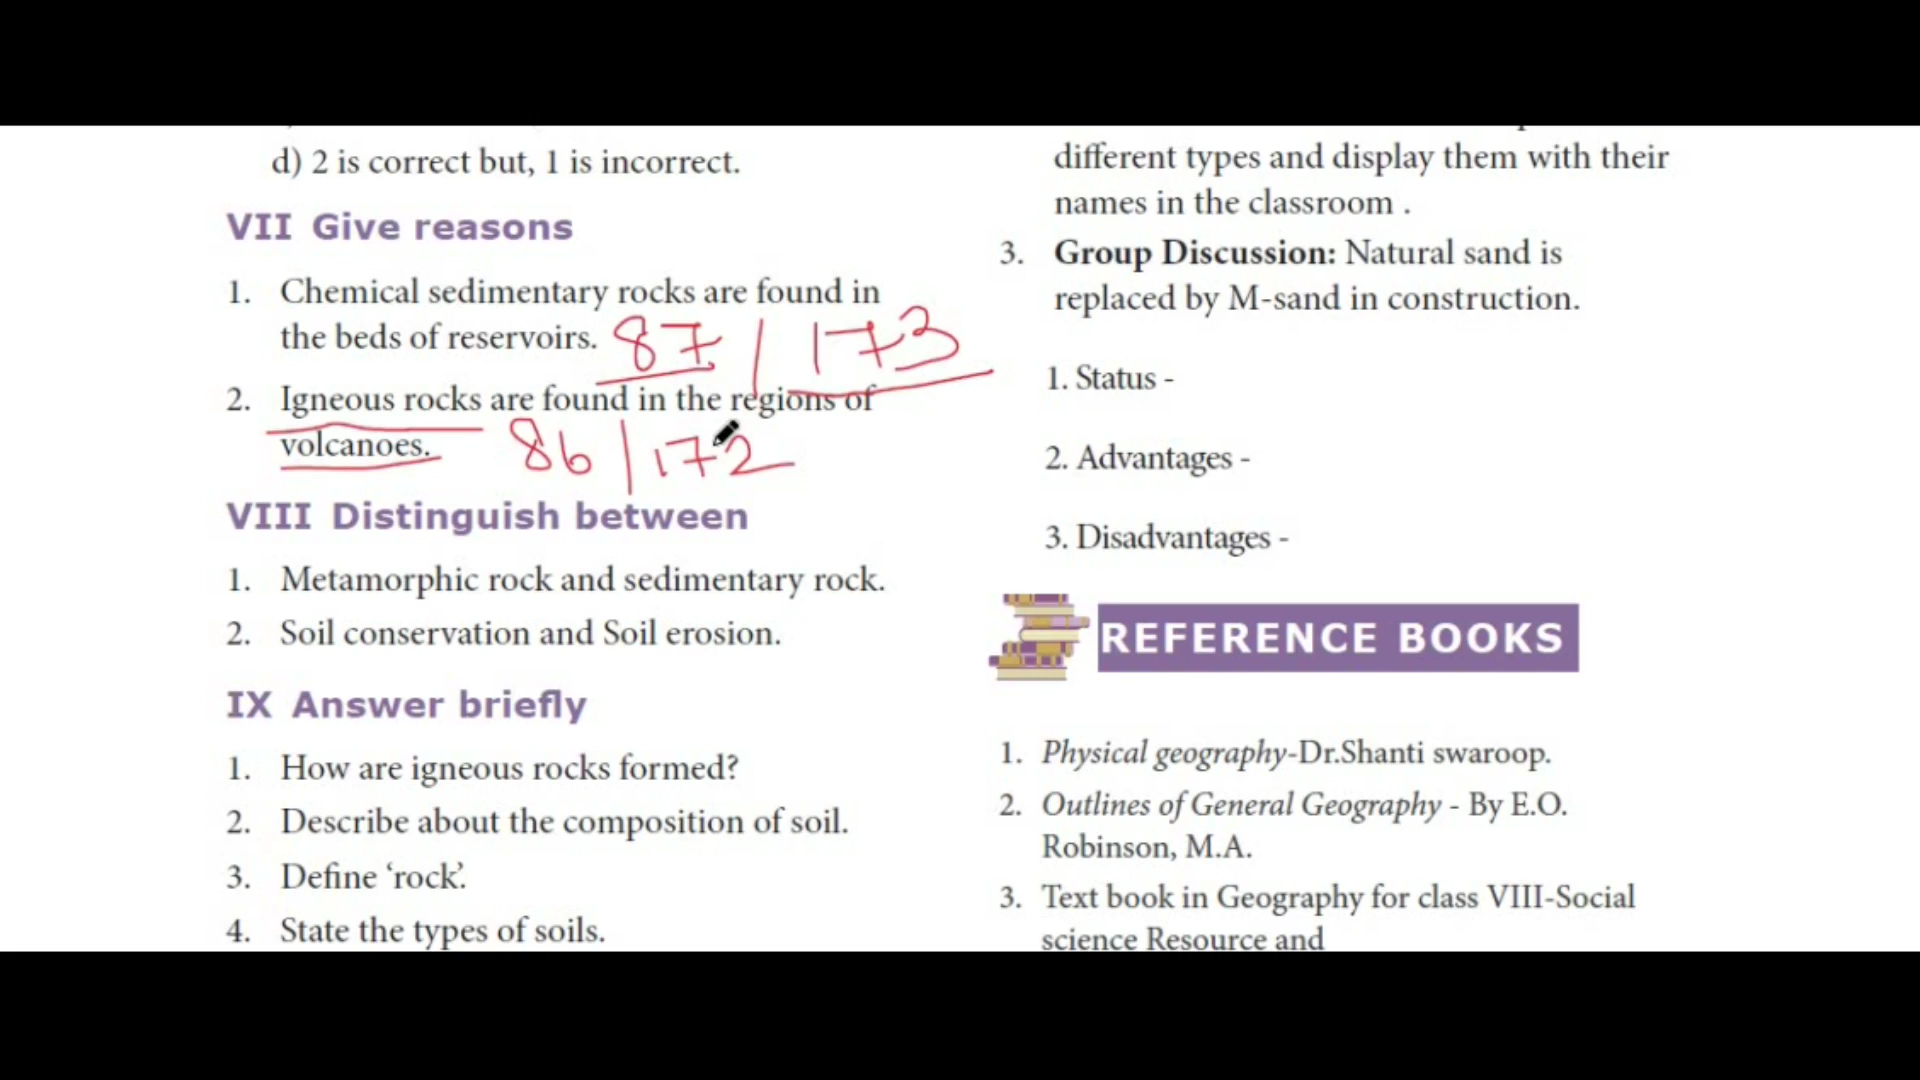 d) 2 is correct but, 1 is incorrect.
VII Give reasons
1. Chemical sedimentary rocks are found in
the beds of reservoirs. 87 / 173
2. Igneous rocks are found in the regions of
volcanoes. 86 / 172
VIII Distinguish between
1. Metamorphic rock and sedimentary rock.
2. Soil conservation and Soil erosion.
IX Answer briefly
1. How are igneous rocks formed?
2. Describe about the composition of soil.
3. Define ‘rock’.
4. State the types of soils.
different types and display them with their
names in the classroom .
3. Group Discussion: Natural sand is
replaced by M-sand in construction.
1. Status -
2. Advantages -
3. Disadvantages -
REFERENCE BOOKS
1. Physical geography-Dr.Shanti swaroop.
2. Outlines of General Geography - By E.O.
Robinson, M.A.
3. Text book in Geography for class VIII-Social
science Resource and